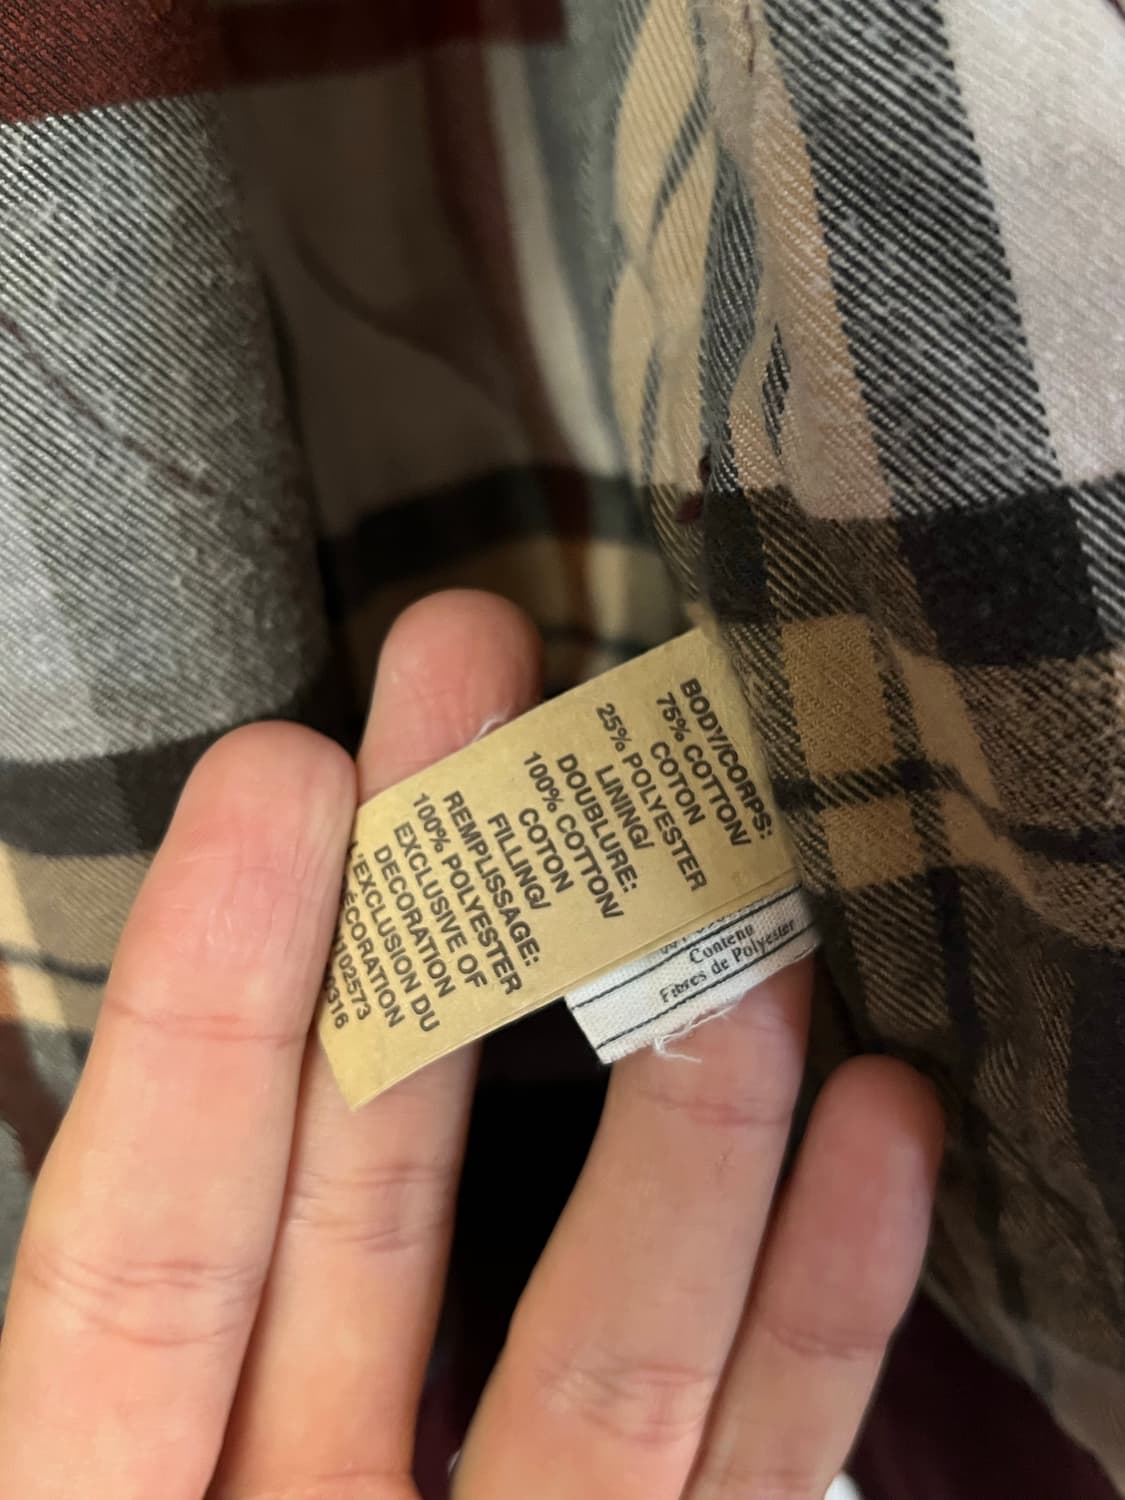 BODY/CORPS:
75% COTTON/
COTON
25% POLYESTER
LINING/
DOUBLURE:
100% COTTON/
COTON
FILLING/
REMPLISSAGE:
100% POLYESTER
EXCLUSIVE OF
DECORATION
L'EXCLUSION DU
DÉCORATION
Contenu
Fibres de Polyester